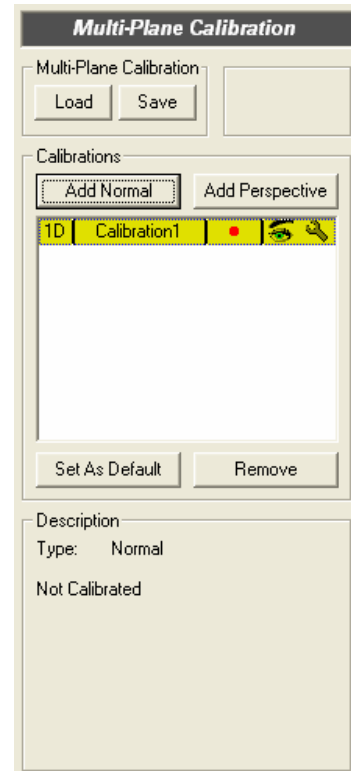 Multi-Plane Calibration
Multi-Plane Calibration
Load Save
Calibrations
Add Normal Add Perspective
1D Calibration1
Set As Default Remove
Description
Type: Normal
Not Calibrated